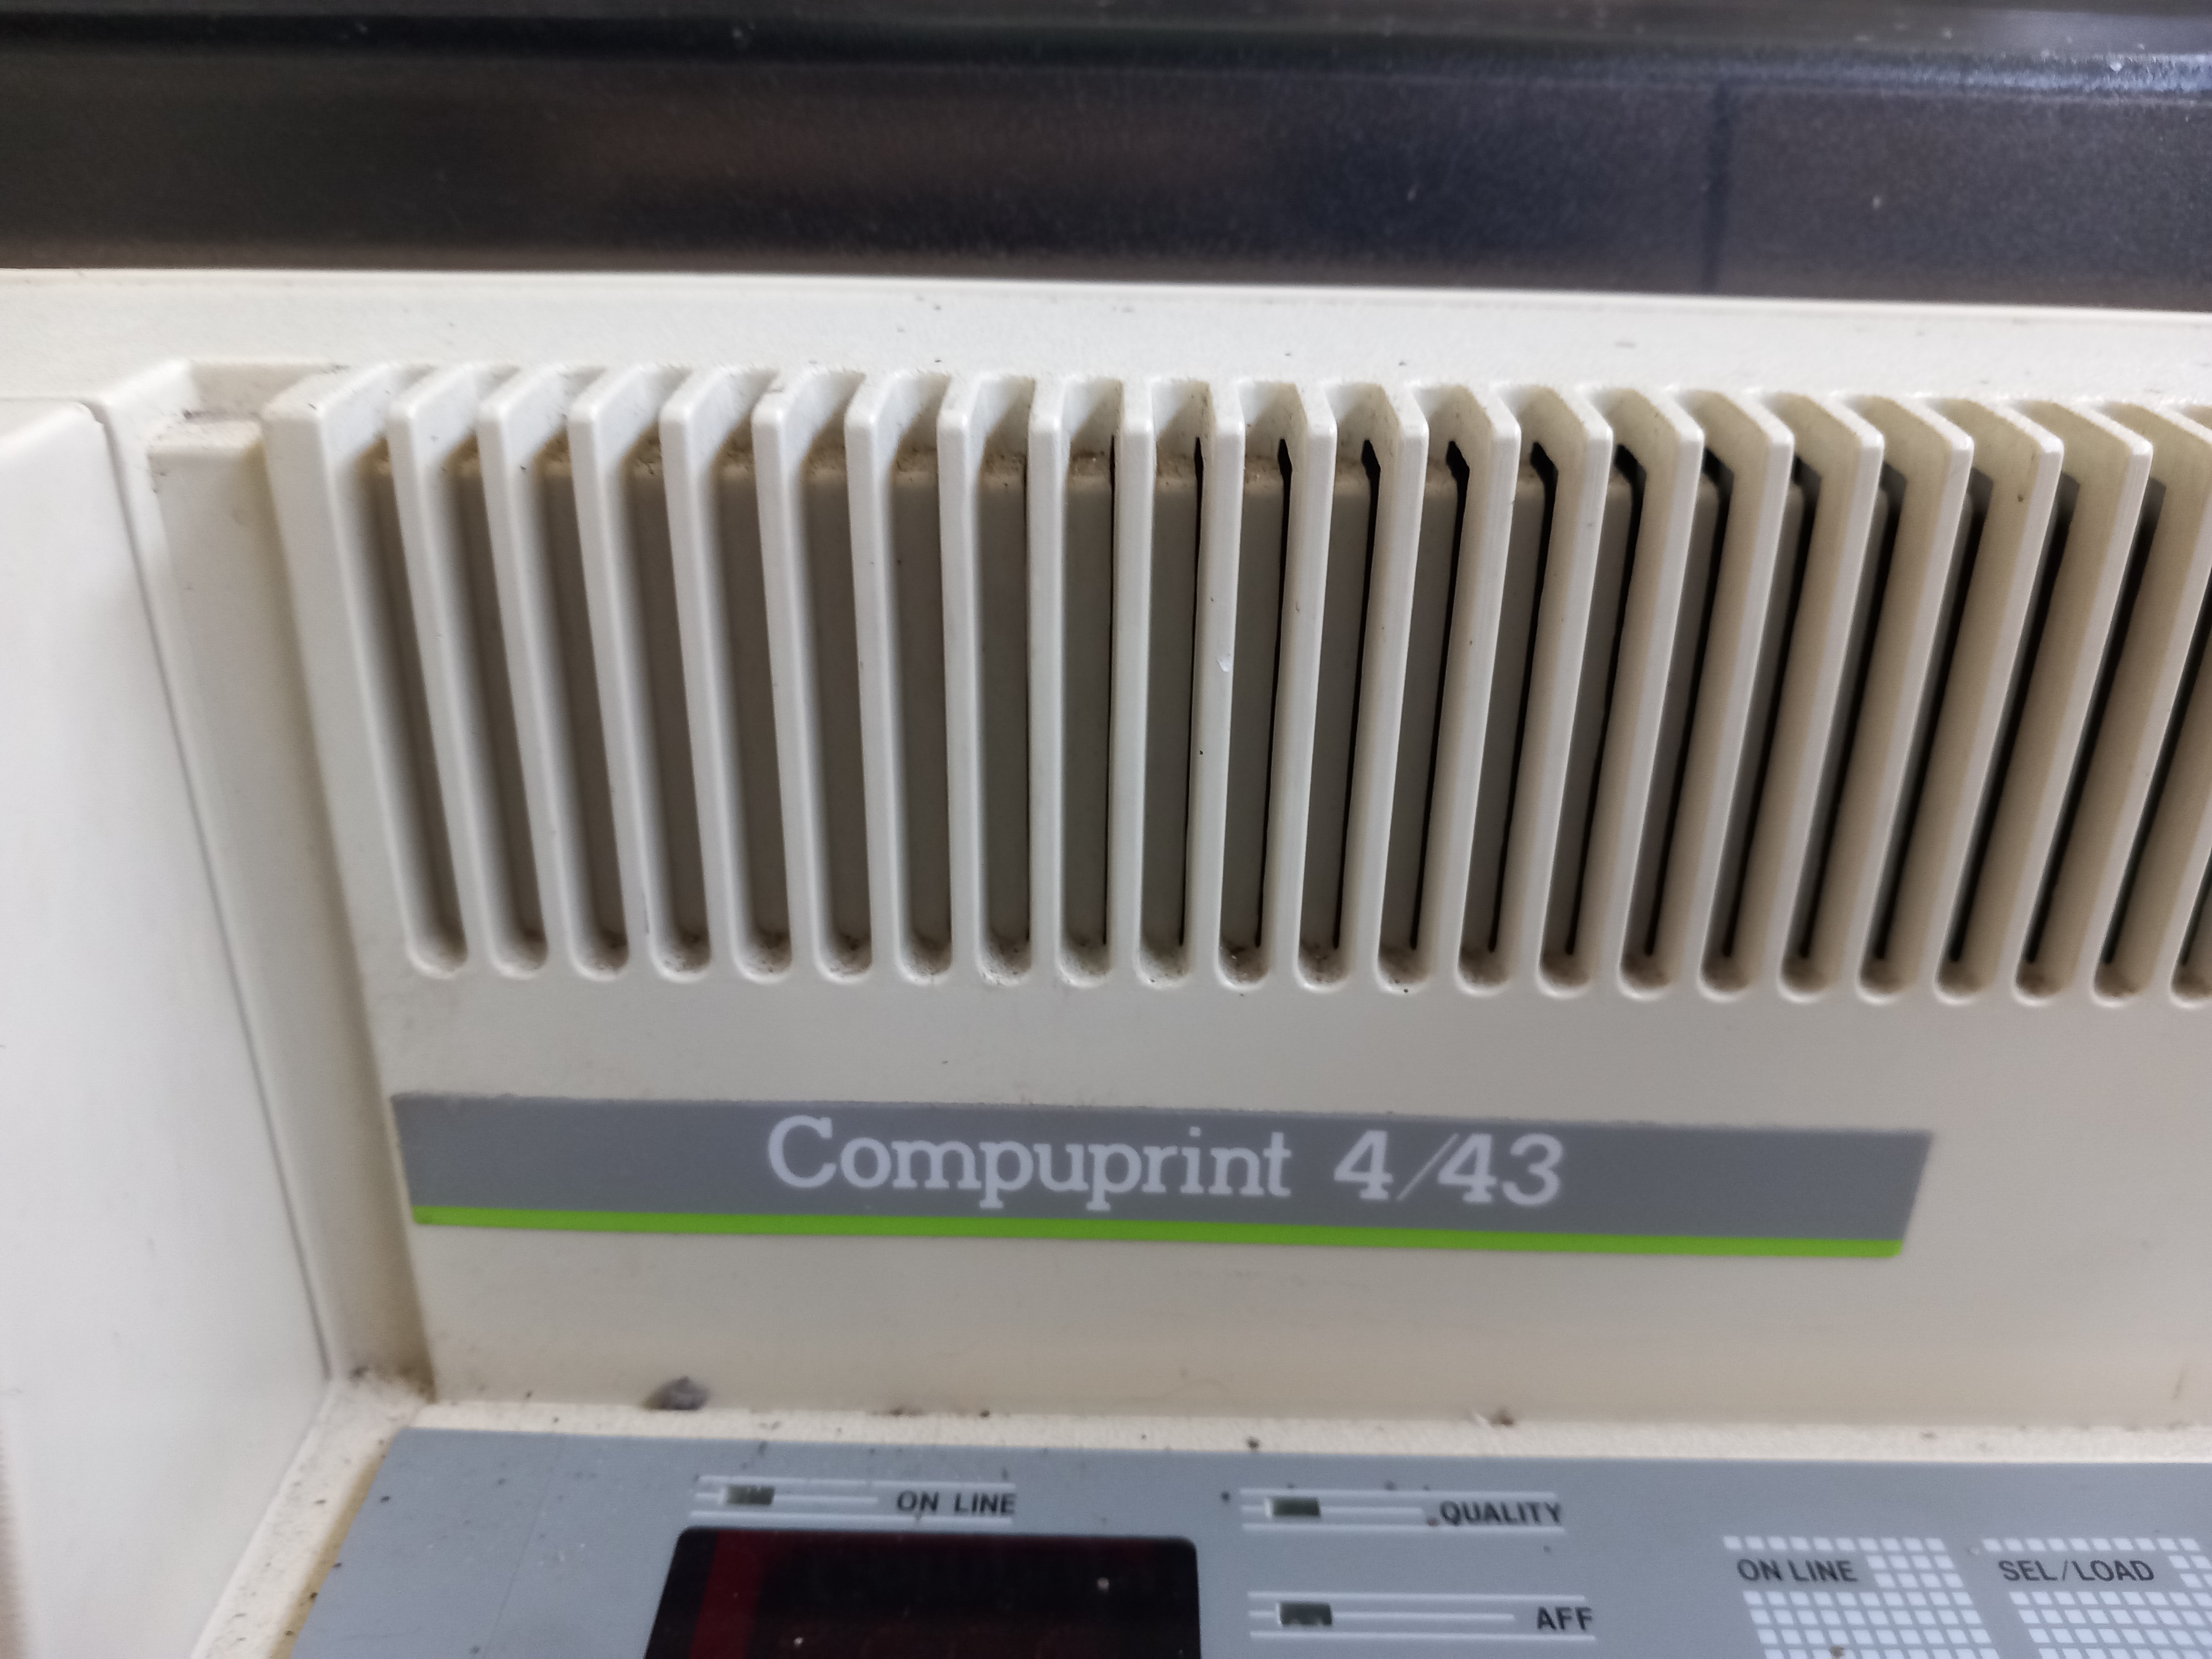 Compuprint 4/43
ON LINE
QUALITY
ON LINE
SEL/LOAD
AFF